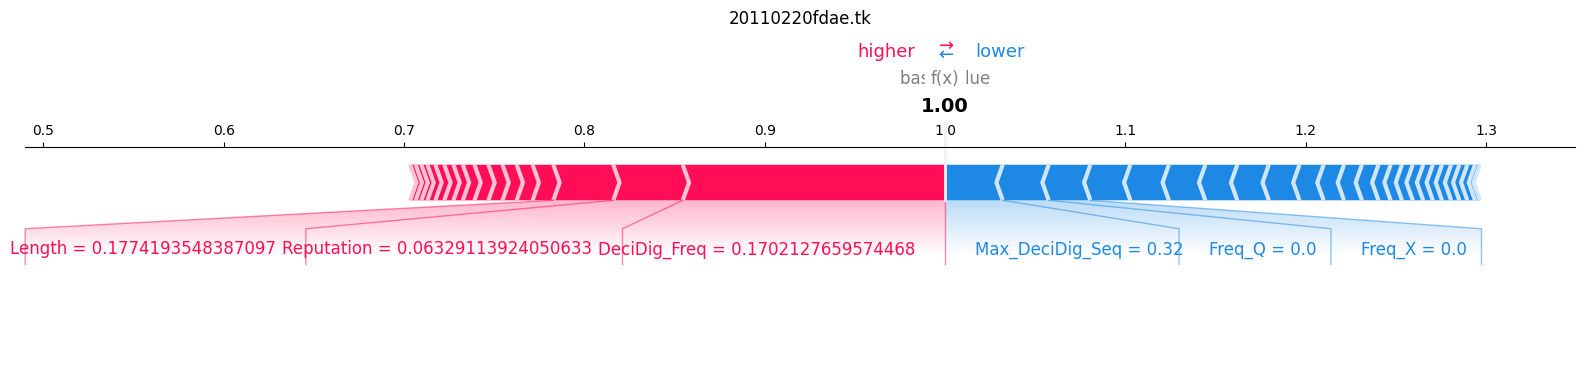 20110220fdae.tk
higher ⇄ lower
f(x)
1.00
0.5 0.6 0.7 0.8 0.9 1.0 1.1 1.2 1.3
Length = 0.1774193548387097 Reputation = 0.06329113924050633 DeciDig_Freq = 0.1702127659574468 Max_DeciDig_Seq = 0.32 Freq_Q = 0.0 Freq_X = 0.0